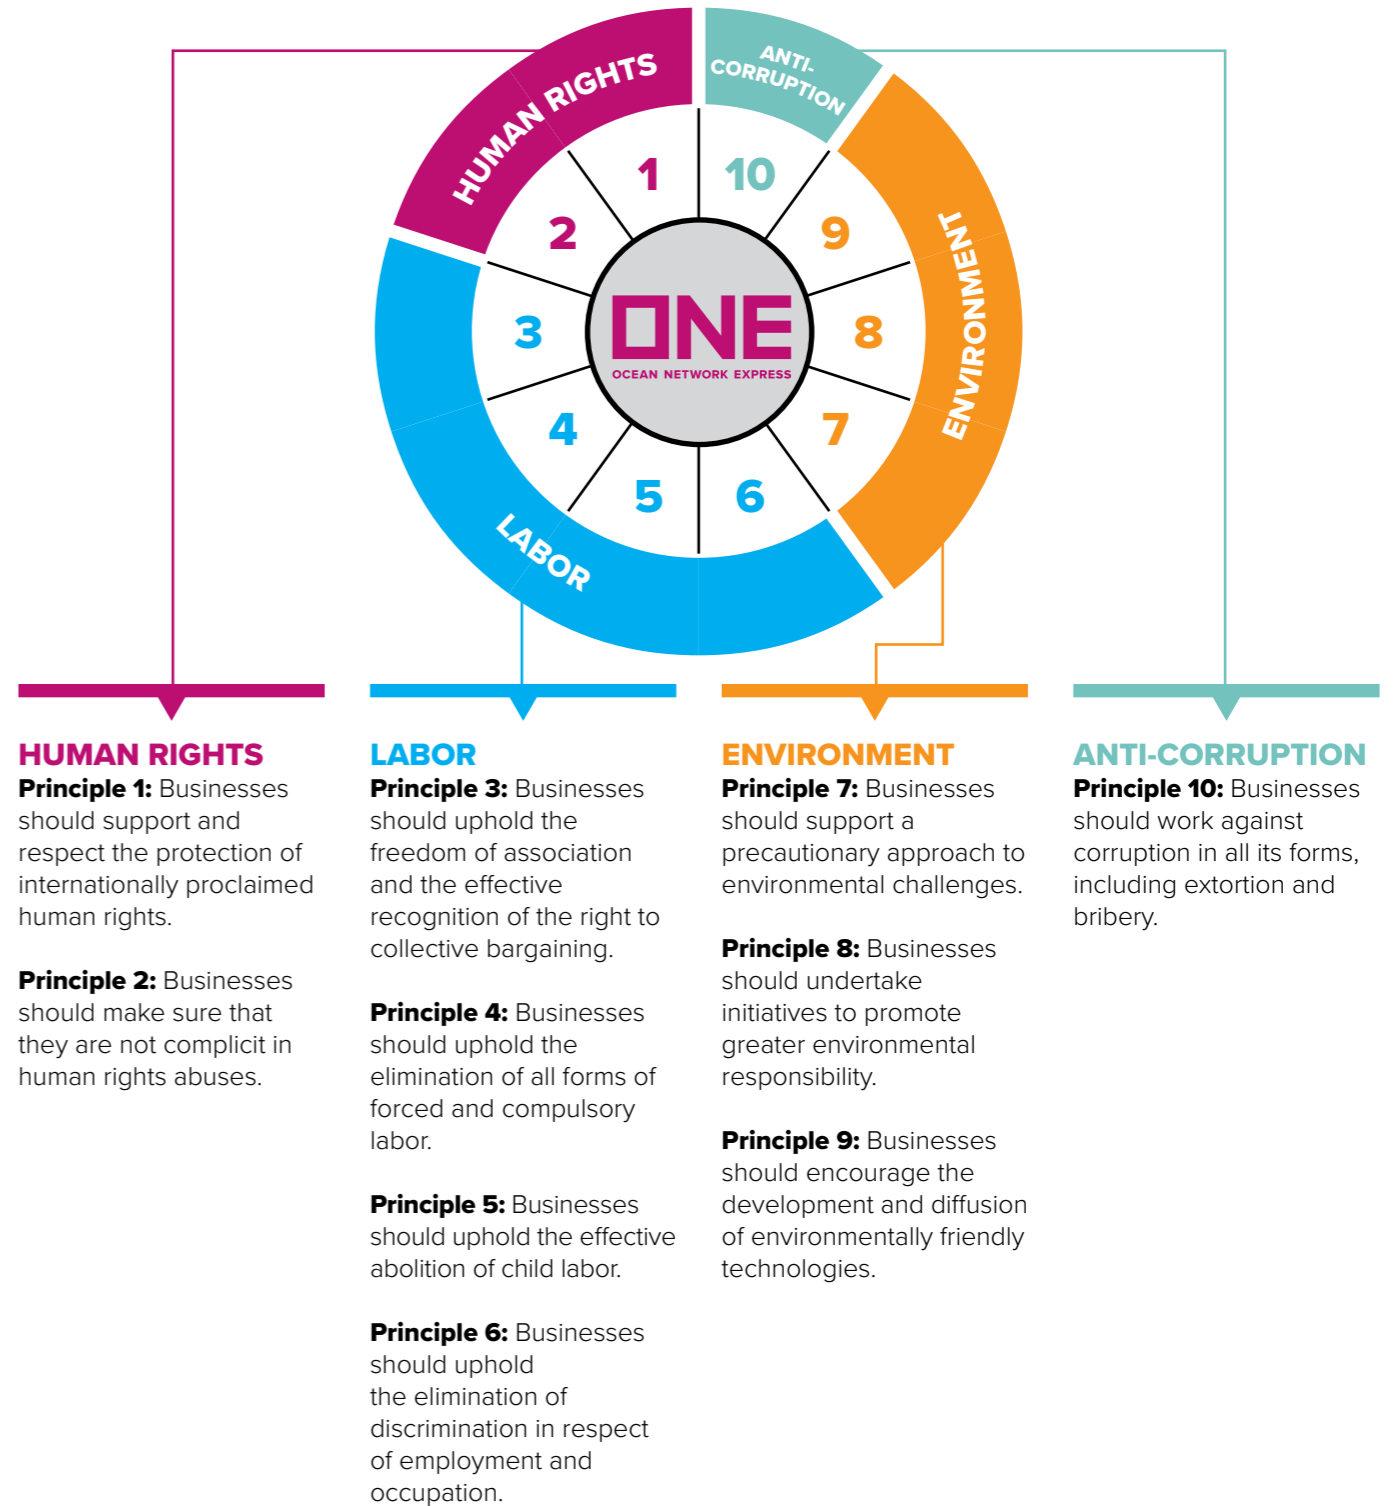 HUMAN RIGHTS
ANTI-
CORRUPTION
ENVIRONMENT
LABOR
1
10
2
9
3
8
4
7
5
6
ONE
OCEAN NETWORK EXPRESS
HUMAN RIGHTS
Principle 1: Businesses
should support and
respect the protection of
internationally proclaimed
human rights.
Principle 2: Businesses
should make sure that
they are not complicit in
human rights abuses.
LABOR
Principle 3: Businesses
should uphold the
freedom of association
and the effective
recognition of the right to
collective bargaining.
Principle 4: Businesses
should uphold the
elimination of all forms of
forced and compulsory
labor.
Principle 5: Businesses
should uphold the effective
abolition of child labor.
Principle 6: Businesses
should uphold
the elimination of
discrimination in respect
of employment and
occupation.
ENVIRONMENT
Principle 7: Businesses
should support a
precautionary approach to
environmental challenges.
Principle 8: Businesses
should undertake
initiatives to promote
greater environmental
responsibility.
Principle 9: Businesses
should encourage the
development and diffusion
of environmentally friendly
technologies.
ANTI-CORRUPTION
Principle 10: Businesses
should work against
corruption in all its forms,
including extortion and
bribery.